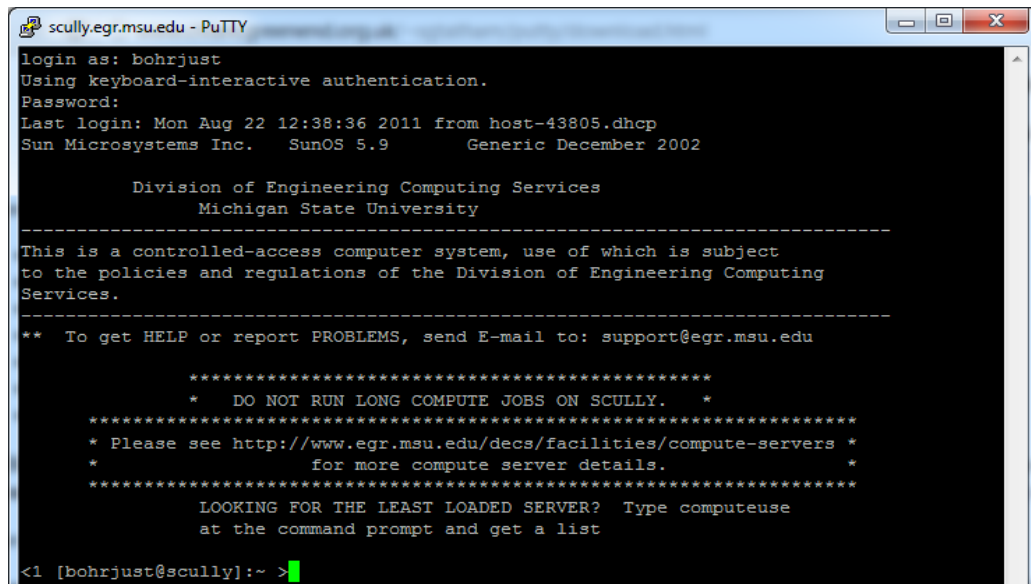 scully.egr.msu.edu - PuTTY
login as: bohrjust
Using keyboard-interactive authentication.
Password:
Last login: Mon Aug 22 12:38:36 2011 from host-43805.dhcp
Sun Microsystems Inc.   SunOS 5.9       Generic December 2002
Division of Engineering Computing Services
Michigan State University
------------------------------------------------------------------------------
This is a controlled-access computer system, use of which is subject
to the policies and regulations of the Division of Engineering Computing
Services.
------------------------------------------------------------------------------
**  To get HELP or report PROBLEMS, send E-mail to: support@egr.msu.edu
***********************************************
*   DO NOT RUN LONG COMPUTE JOBS ON SCULLY.   *
*********************************************************************
* Please see http://www.egr.msu.edu/decs/facilities/compute-servers *
*                   for more compute server details.                *
*********************************************************************
LOOKING FOR THE LEAST LOADED SERVER?  Type computeuse
at the command prompt and get a list
<1 [bohrjust@scully]:~ >